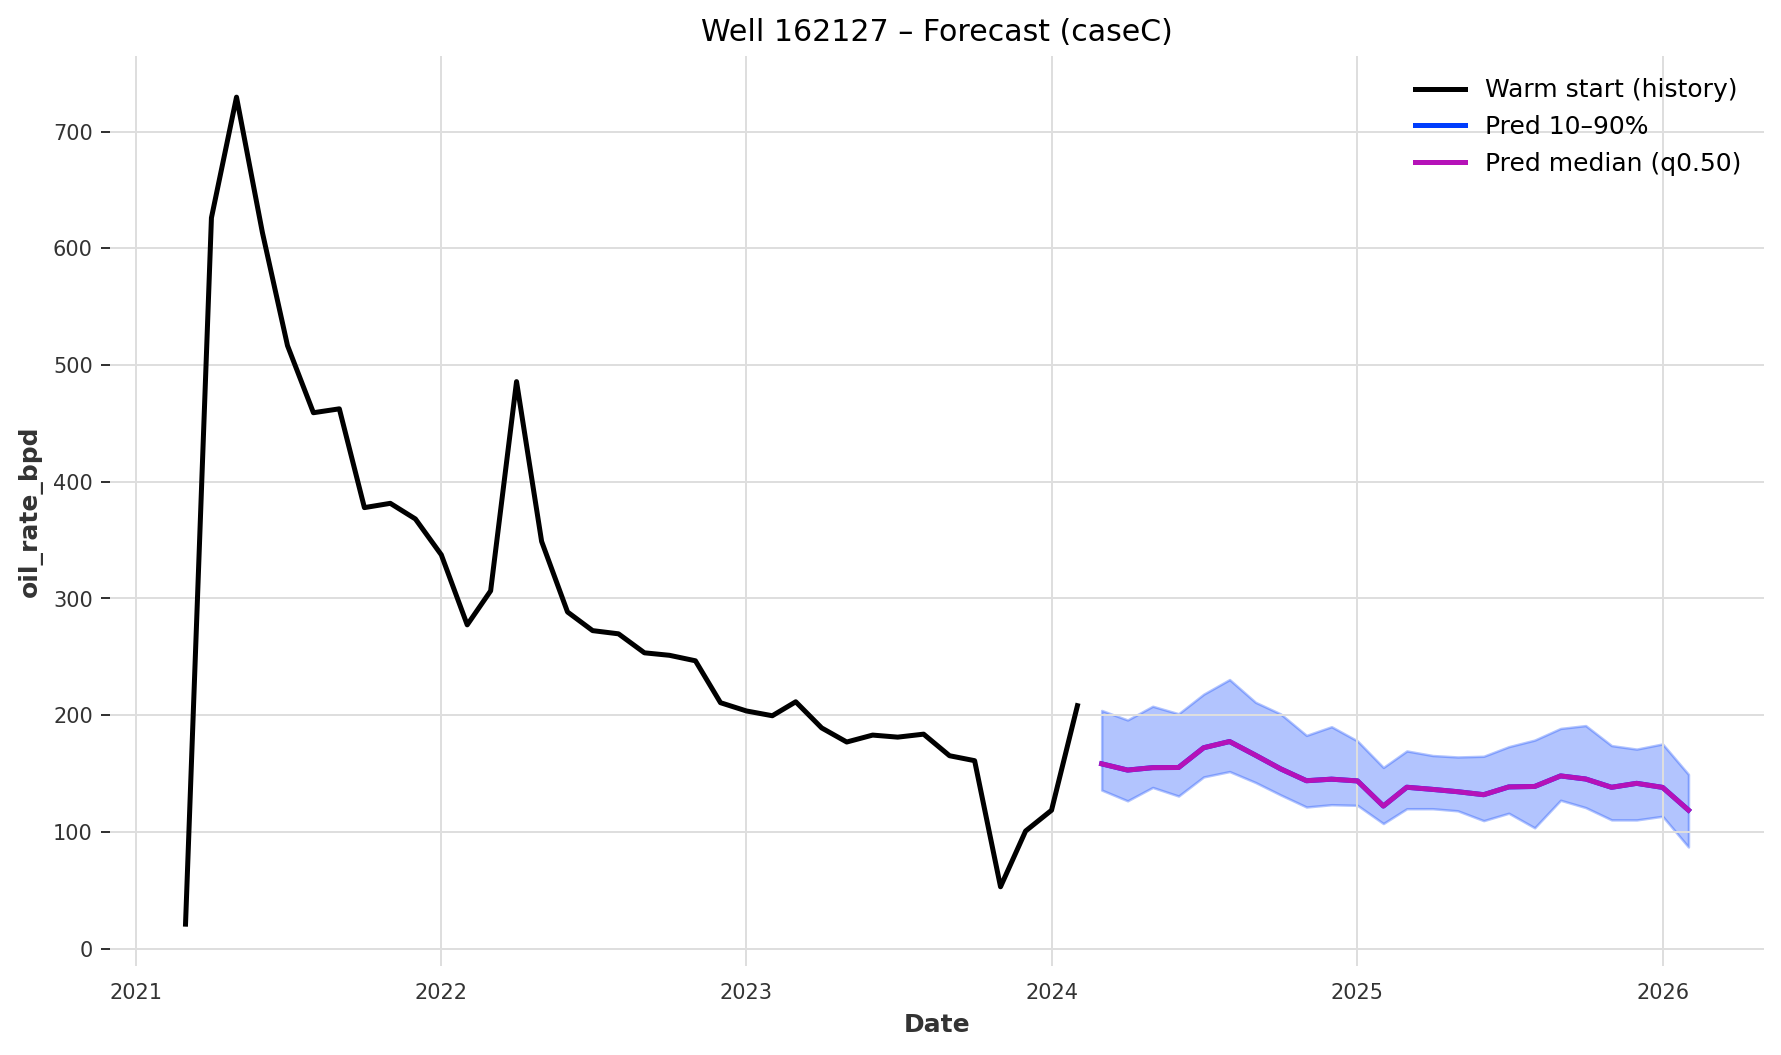 Well 162127 – Forecast (caseC)
Warm start (history)
Pred 10–90%
Pred median (q0.50)
oil_rate_bpd
700
600
500
400
300
200
100
0
2021
2022
2023
2024
2025
2026
Date